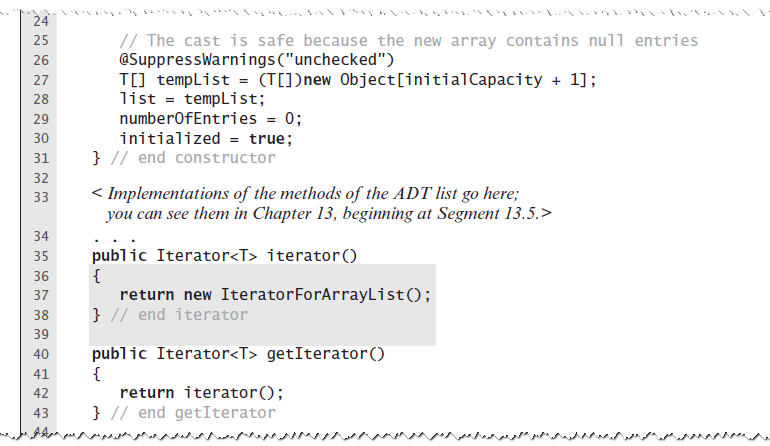 24
25 // The cast is safe because the new array contains null entries
26 @SuppressWarnings("unchecked")
27 T[] tempList = (T[])new Object[initialCapacity + 1];
28 list = tempList;
29 numberOfEntries = 0;
30 initialized = true;
31 } // end constructor
32
33 < Implementations of the methods of the ADT list go here;
you can see them in Chapter 13, beginning at Segment 13.5.>
34 . . .
35 public Iterator<T> iterator()
36 {
37 return new IteratorForArrayList();
38 } // end iterator
39
40 public Iterator<T> getIterator()
41 {
42 return iterator();
43 } // end getIterator
44